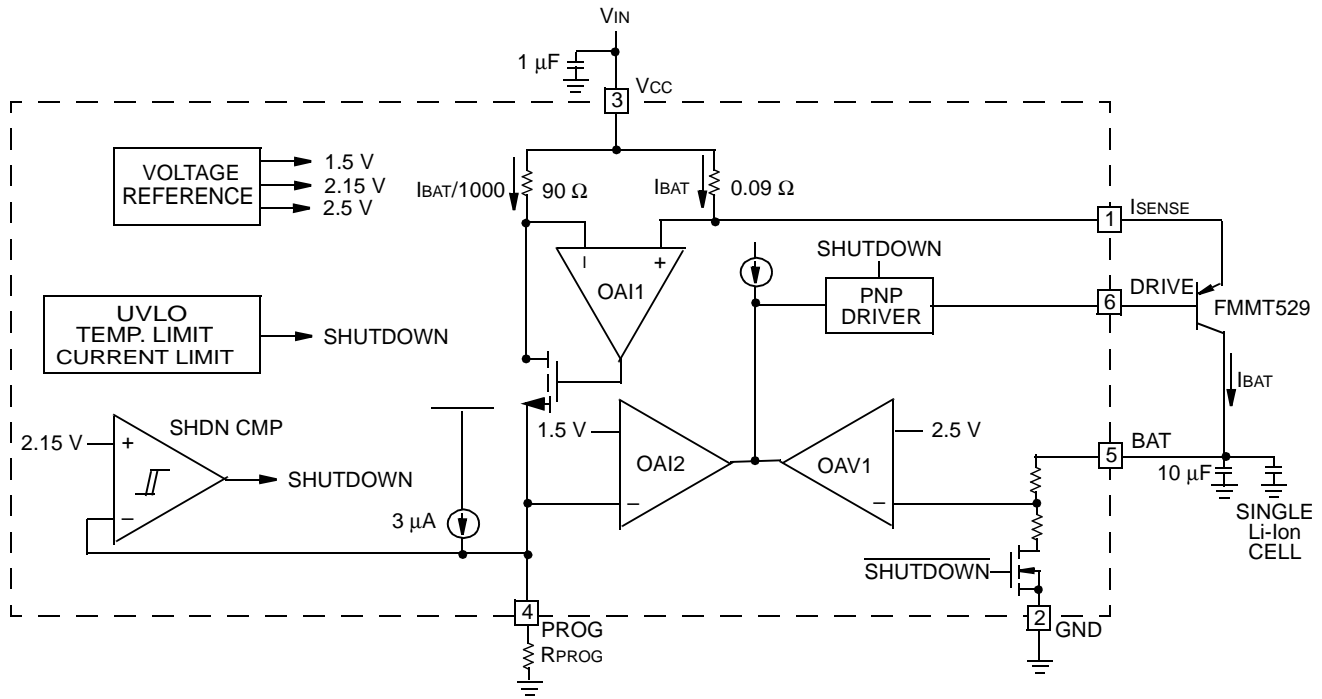 VIN
1 μF
VCC
3
VOLTAGE
REFERENCE
1.5 V
2.15 V
2.5 V
IBAT/1000
90 Ω
IBAT
0.09 Ω
1
ISENSE
– +
OAI1
SHUTDOWN
PNP
DRIVER
6
DRIVE
FMMT529
UVLO
TEMP. LIMIT
CURRENT LIMIT
SHUTDOWN
IBAT
SHDN CMP
2.15 V
+
–
SHUTDOWN
3 μA
1.5 V
OAI2
–
OAV1
–
2.5 V
5
BAT
10 μF
SINGLE
Li-Ion
CELL
SHUTDOWN
4
PROG
RPROG
2
GND